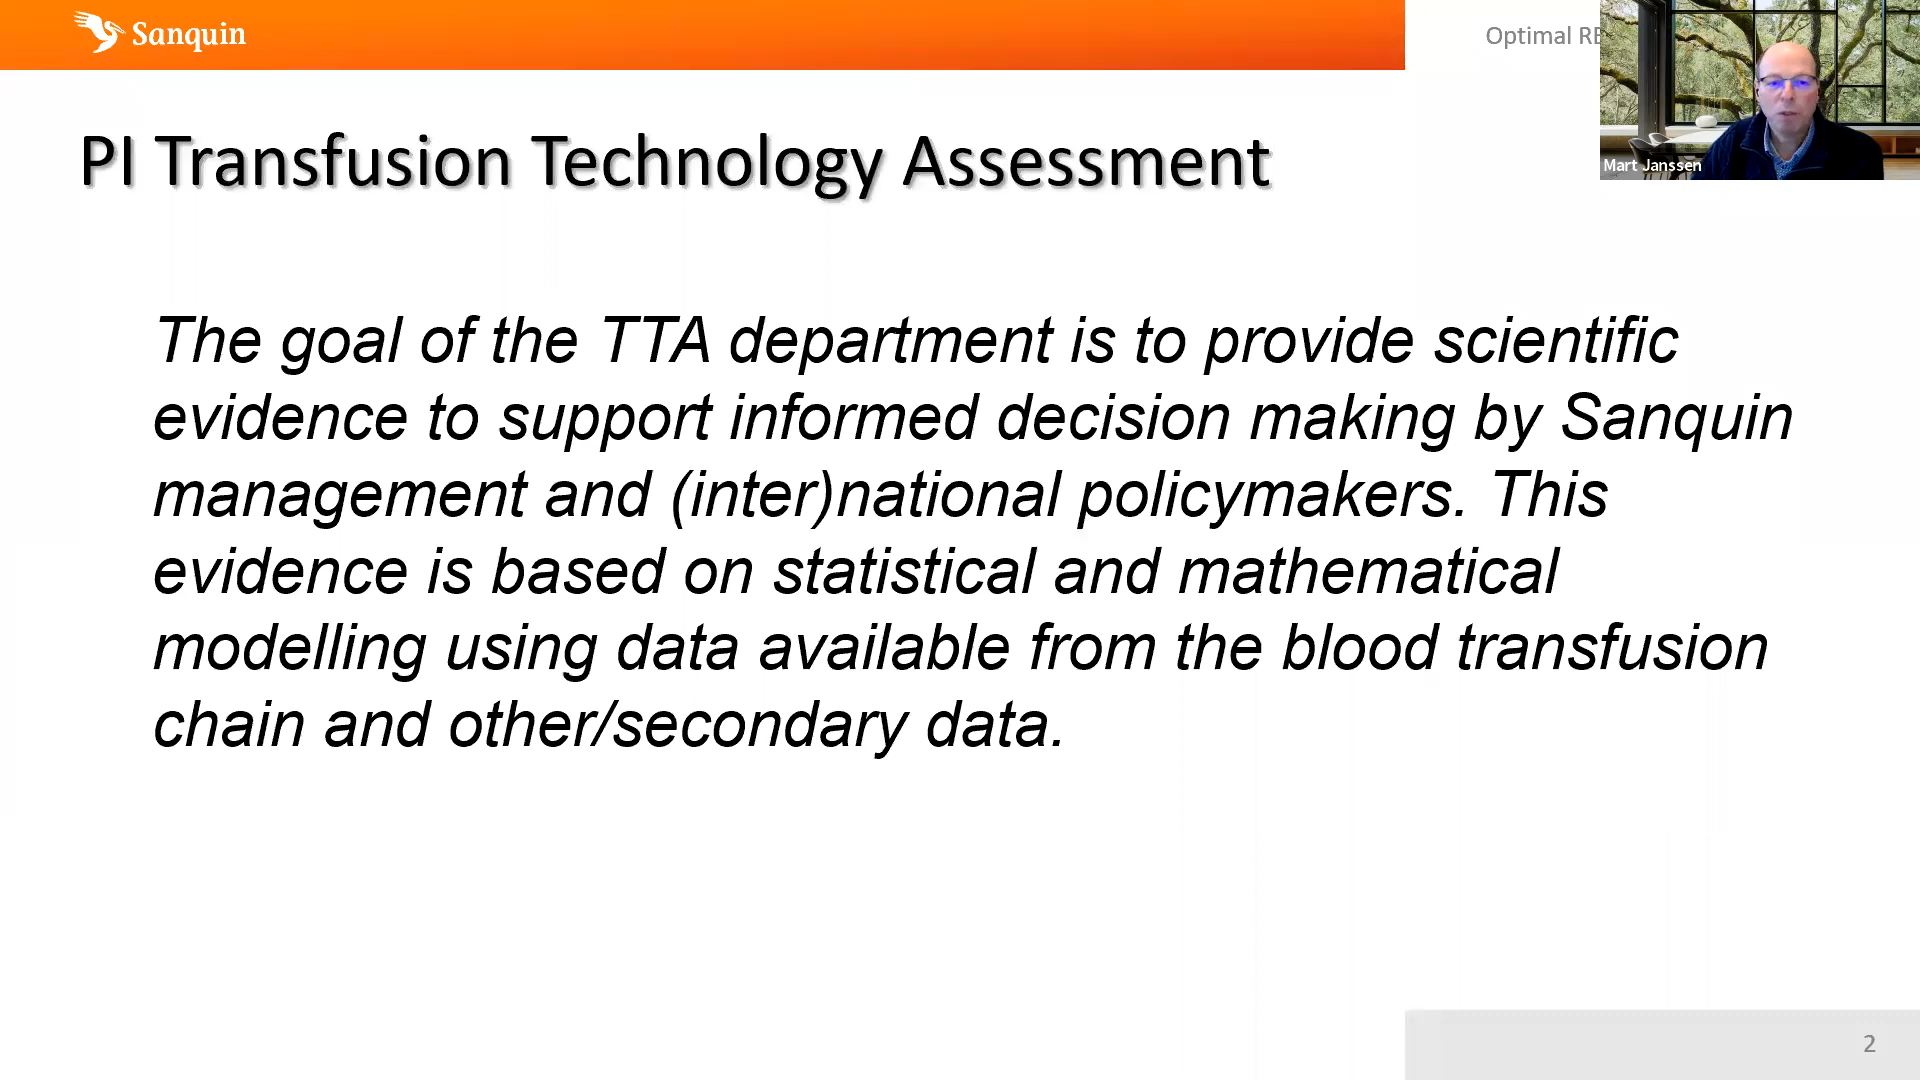 Sanquin
Optimal
Mart Janssen
PI Transfusion Technology Assessment
The goal of the TTA department is to provide scientific
evidence to support informed decision making by Sanquin
management and (inter)national policymakers. This
evidence is based on statistical and mathematical
modelling using data available from the blood transfusion
chain and other/secondary data.
2